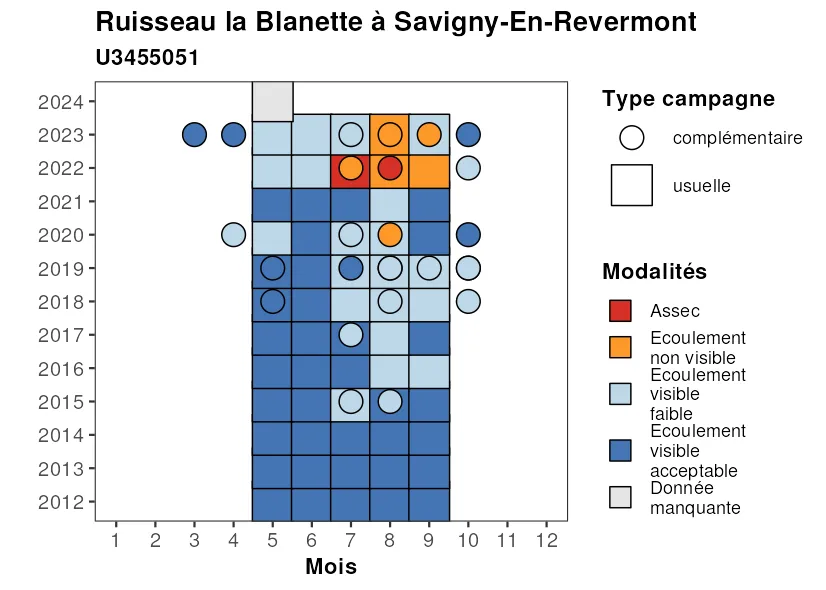 Ruisseau la Blanette à Savigny-En-Revermont
U3455051
2024
2023
2022
2021
2020
2019
2018
2017
2016
2015
2014
2013
2012
1 2 3 4 5 6 7 8 9 10 11 12
Mois
Type campagne
complémentaire
usuelle
Modalités
Assec
Ecoulement
non visible
Ecoulement
visible
faible
Ecoulement
visible
acceptable
Donnée
manquante